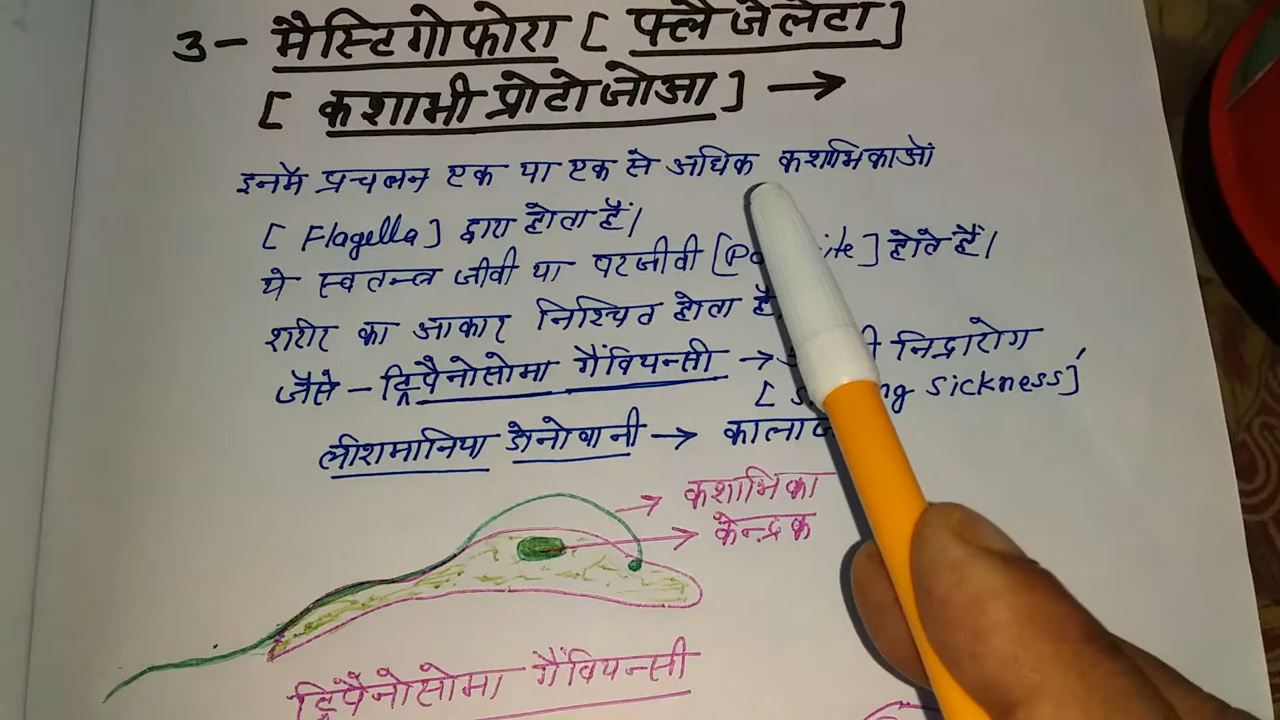 3- मैस्टिगोफोरा [ फ्लैजेलेटा ]
[ कशाभी प्रोटोजोआ ] →
इनमें प्रचलन एक या एक से अधिक कशाभिकाओं
[ Flagella ] द्वारा होता हैं।
ये स्वतन्त्र जीवी या परजीवी [ ] होते हैं।
शरीर का आकार निश्चित होता
जैसे - ट्रिपैनोसोमा गैंवियन्सी → निद्रारोग
[ Sickness ]
लीशमानिया डोनोवानी →
कशाभिका
केन्द्रक
ट्रिपैनोसोमा गैंवियन्सी